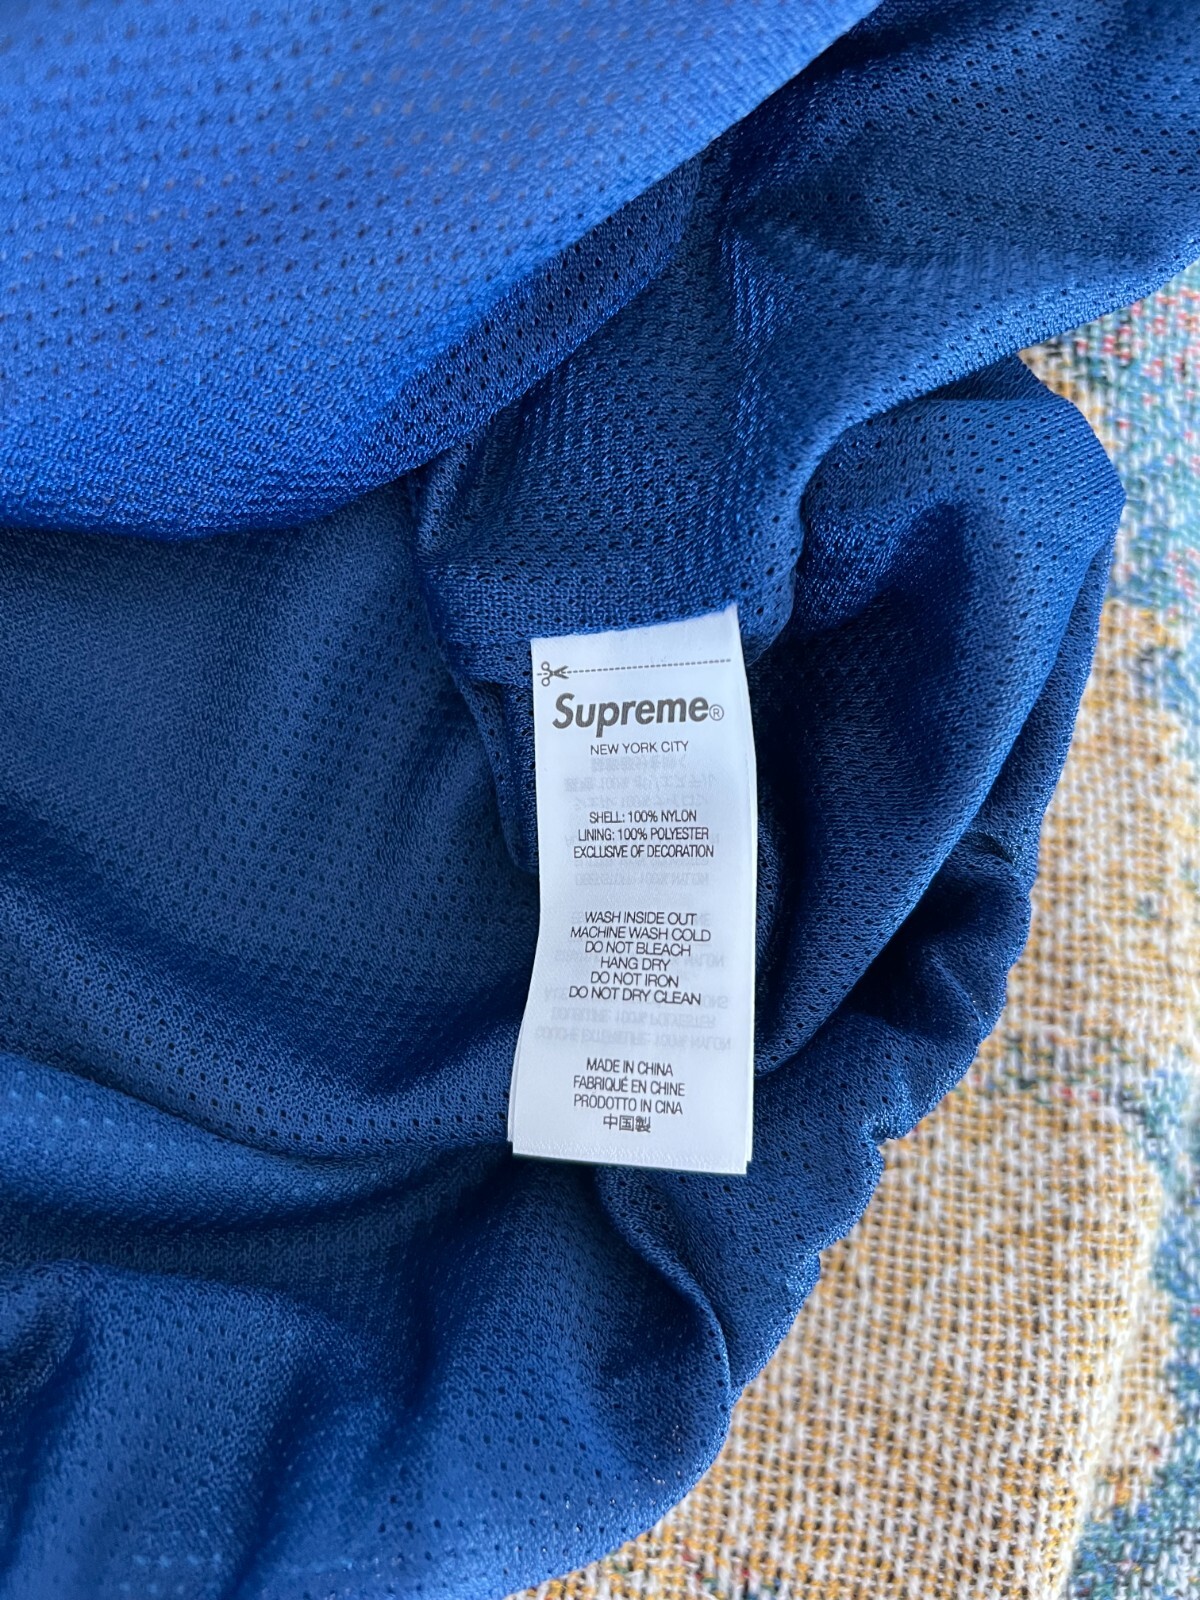 Supreme®
NEW YORK CITY
SHELL: 100% NYLON
LINING: 100% POLYESTER
EXCLUSIVE OF DECORATION
WASH INSIDE OUT
MACHINE WASH COLD
DO NOT BLEACH
HANG DRY
DO NOT IRON
DO NOT DRY CLEAN
MADE IN CHINA
FABRIQUÉ EN CHINE
PRODOTTO IN CINA
中国製